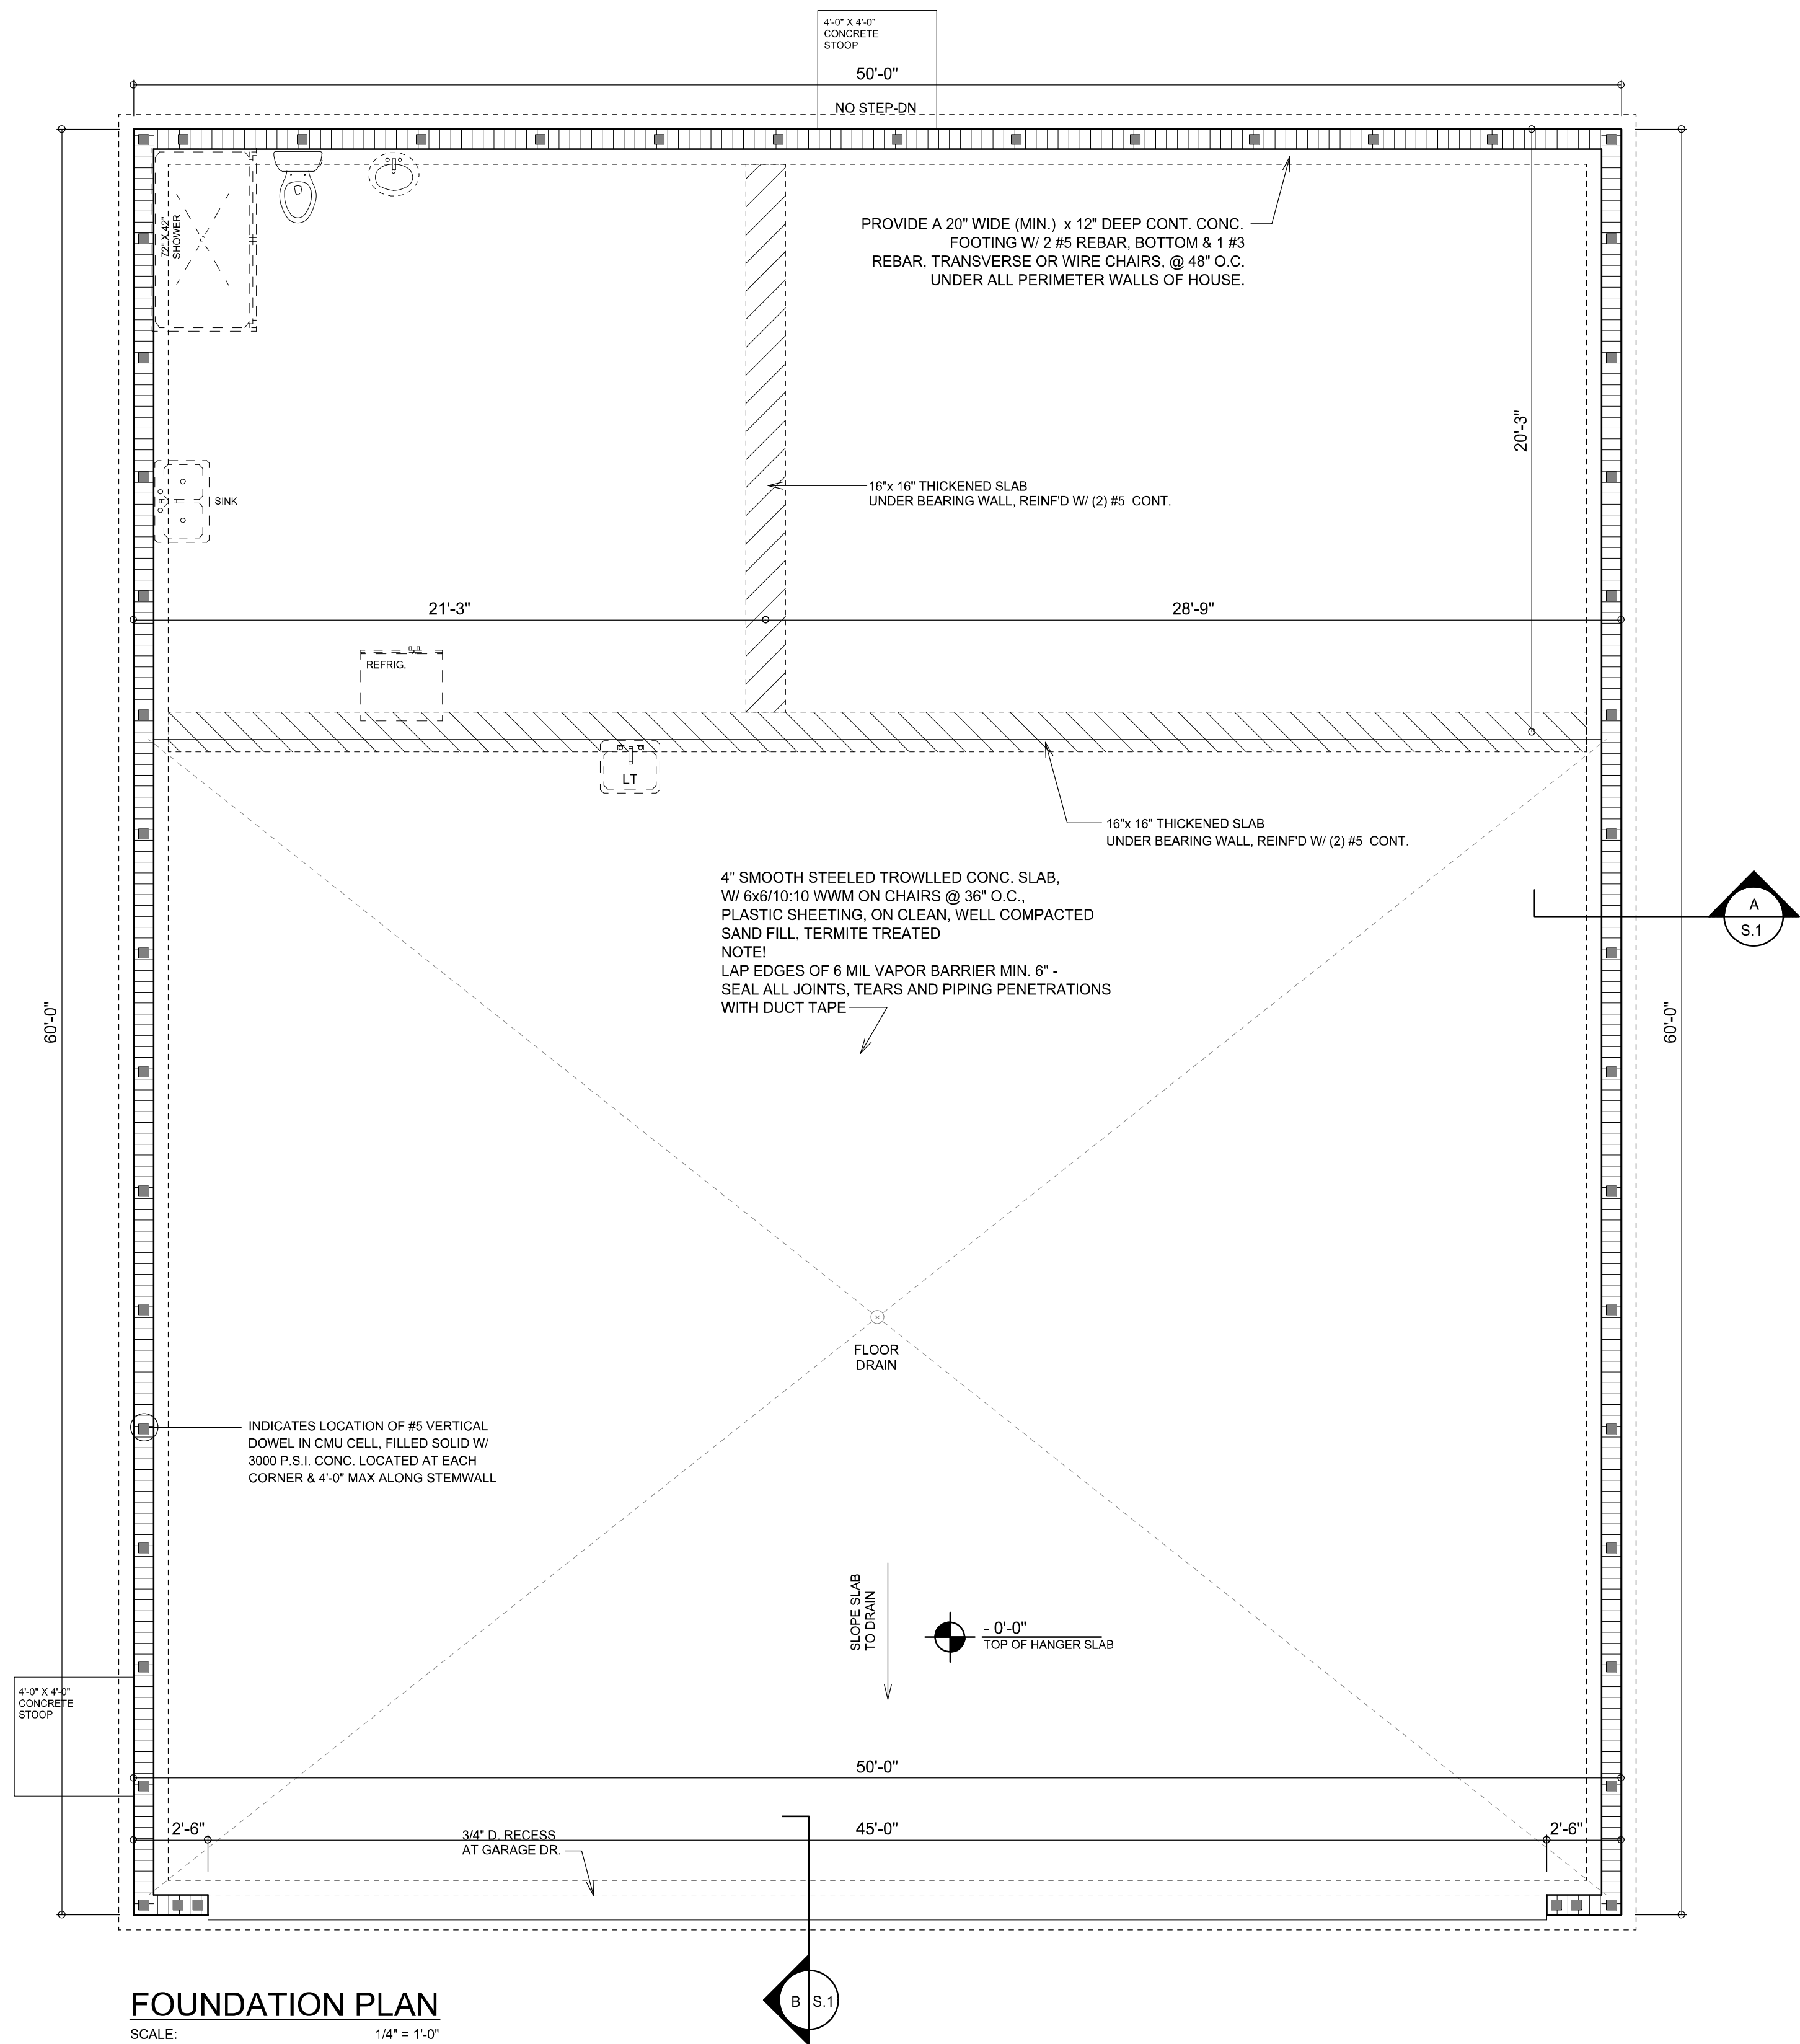 4'-0" X 4'-0"
CONCRETE
STOOP
50'-0"
NO STEP-DN
72" X 42"
SHOWER
PROVIDE A 20" WIDE (MIN.) x 12" DEEP CONT. CONC.
FOOTING W/ 2 #5 REBAR, BOTTOM & 1 #3
REBAR, TRANSVERSE OR WIRE CHAIRS, @ 48" O.C.
UNDER ALL PERIMETER WALLS OF HOUSE.
20'-3"
16"x 16" THICKENED SLAB
UNDER BEARING WALL, REINF'D W/ (2) #5 CONT.
SINK
21'-3"
28'-9"
REFRIG.
LT
16"x 16" THICKENED SLAB
UNDER BEARING WALL, REINF'D W/ (2) #5 CONT.
4" SMOOTH STEELED TROWLLED CONC. SLAB,
W/ 6x6/10:10 WWM ON CHAIRS @ 36" O.C.,
PLASTIC SHEETING, ON CLEAN, WELL COMPACTED
SAND FILL, TERMITE TREATED
NOTE!
LAP EDGES OF 6 MIL VAPOR BARRIER MIN. 6" -
SEAL ALL JOINTS, TEARS AND PIPING PENETRATIONS
WITH DUCT TAPE
A
S.1
60'-0"
60'-0"
FLOOR
DRAIN
INDICATES LOCATION OF #5 VERTICAL
DOWEL IN CMU CELL, FILLED SOLID W/
3000 P.S.I. CONC. LOCATED AT EACH
CORNER & 4'-0" MAX ALONG STEMWALL
SLOPE SLAB
TO DRAIN
- 0'-0"
TOP OF HANGER SLAB
4'-0" X 4'-0"
CONCRETE
STOOP
50'-0"
2'-6"
45'-0"
2'-6"
3/4" D. RECESS
AT GARAGE DR.
B S.1
FOUNDATION PLAN
SCALE: 1/4" = 1'-0"